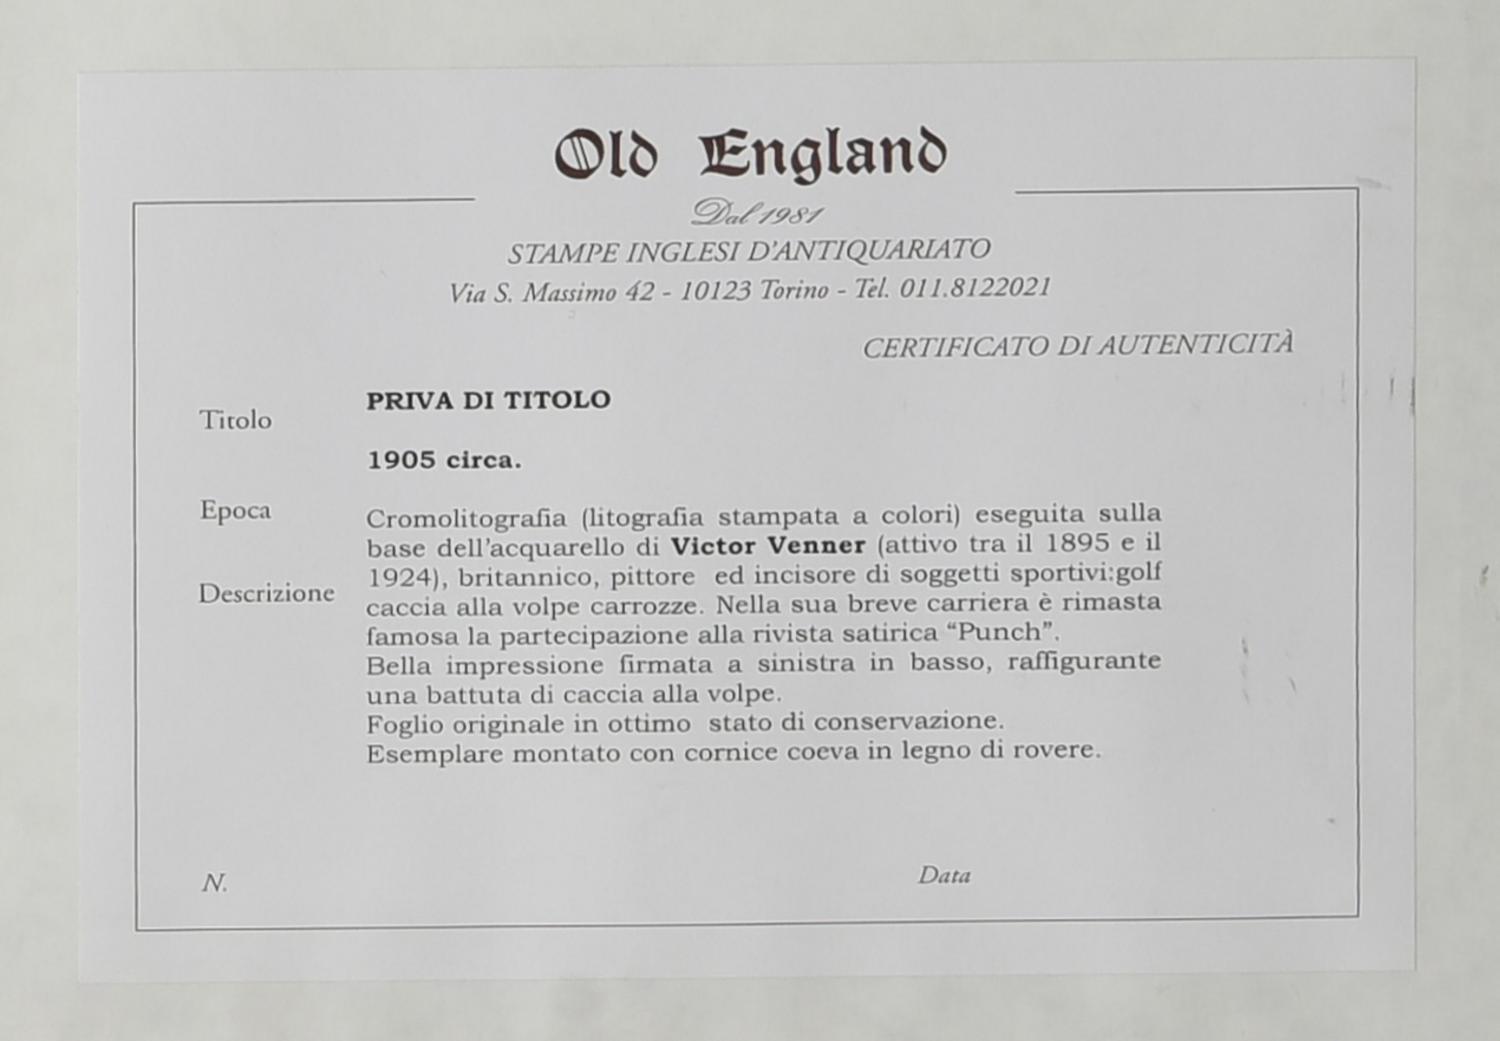 Old England
Dal 1981
STAMPE INGLESI D'ANTIQUARIATO
Via S. Massimo 42 - 10123 Torino - Tel. 011.8122021
CERTIFICATO DI AUTENTICITÀ
Titolo
PRIVA DI TITOLO
1905 circa.
Epoca
Descrizione
Cromolitografia (litografia stampata a colori) eseguita sulla
base dell'acquarello di Victor Venner (attivo tra il 1895 e il
1924), britannico, pittore ed incisore di soggetti sportivi:golf
caccia alla volpe carrozze. Nella sua breve carriera è rimasta
famosa la partecipazione alla rivista satirica “Punch”.
Bella impressione firmata a sinistra in basso, raffigurante
una battuta di caccia alla volpe.
Foglio originale in ottimo stato di conservazione.
Esemplare montato con cornice coeva in legno di rovere.
N.
Data